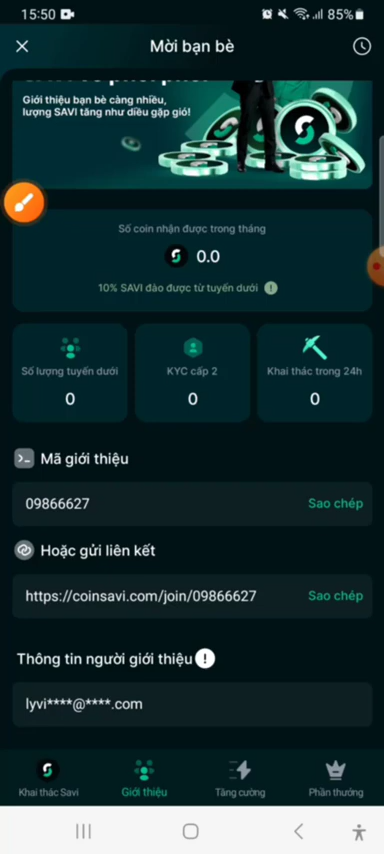 15:50
85%
Mời bạn bè
Giới thiệu bạn bè càng nhiều,
lượng SAVI tăng như diều gặp gió!
Số coin nhận được trong tháng
0.0
10% SAVI đào được từ tuyến dưới
Số lượng tuyến dưới
KYC cấp 2
Khai thác trong 24h
0
0
0
Mã giới thiệu
09866627
Sao chép
Hoặc gửi liên kết
https://coinsavi.com/join/09866627
Sao chép
Thông tin người giới thiệu
lyvi****@****.com
Khai thác Savi
Giới thiệu
Tăng cường
Phần thưởng